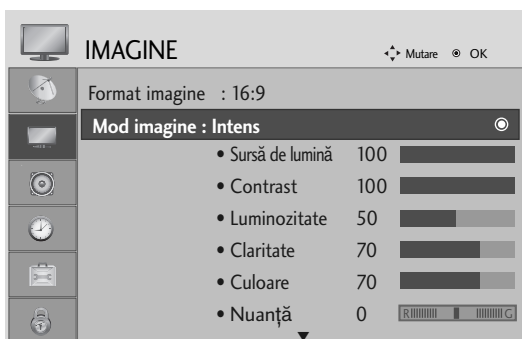 IMAGINE Mutare OK
Format imagine : 16:9
Mod imagine : Intens
• Sursă de lumină 100
• Contrast 100
• Luminozitate 50
• Claritate 70
• Culoare 70
• Nuanţă 0 R G